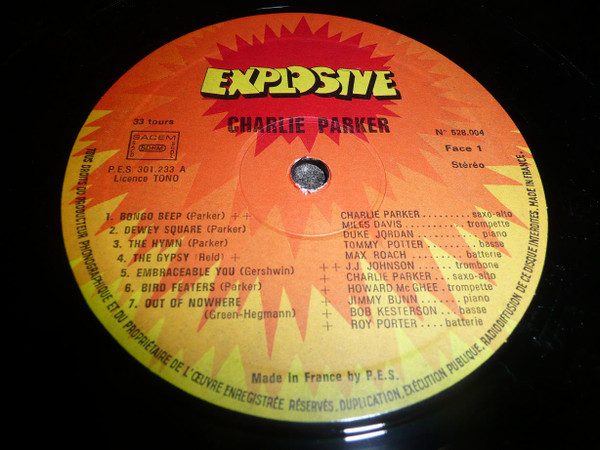 EXPLOSIVE
CHARLIE PARKER
33 tours
SACEM
SDRM
P.E.S. 301.233 A
Licence TONO
N° 528.004
Face 1
Stéréo
1. BONGO BEEP (Parker) ++
2. DEWEY SQUARE (Parker)
3. THE HYMN (Parker)
4. THE GYPSY (Reid) +
5. EMBRACEABLE YOU (Gershwin)
6. BIRD FEATERS (Parker)
7. OUT OF NOWHERE
(Green-Hegmann)
CHARLIE PARKER ........ saxo-alto
MILES DAVIS ........ trompette
DUKE JORDAN ........ piano
TOMMY POTTER ........ basse
MAX ROACH ........ batterie
++ J.J. JOHNSON ........ trombone
+ CHARLIE PARKER .. saxo-alto
+ HOWARD McGHEE . trompette
+ JIMMY BUNN ........ piano
+ BOB KESTERSON ... basse
+ ROY PORTER .... batterie
Made in France by P.E.S.
TOUS DROITS DU PRODUCTEUR PHONOGRAPHIQUE ET DU PROPRIÉTAIRE DE L'ŒUVRE ENREGISTRÉE RÉSERVÉS, DUPLICATION, EXÉCUTION PUBLIQUE, RADIODIFFUSION DE CE DISQUE INTERDITES, MADE IN FRANCE.